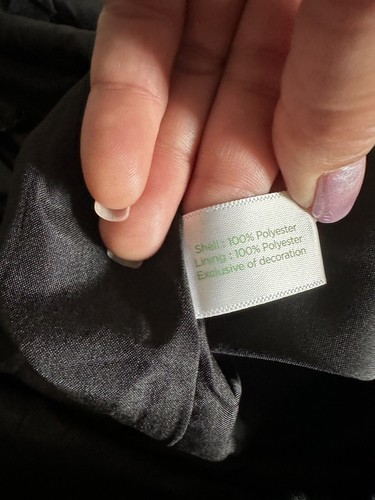 Shell : 100% Polyester
Lining : 100% Polyester
Exclusive of decoration